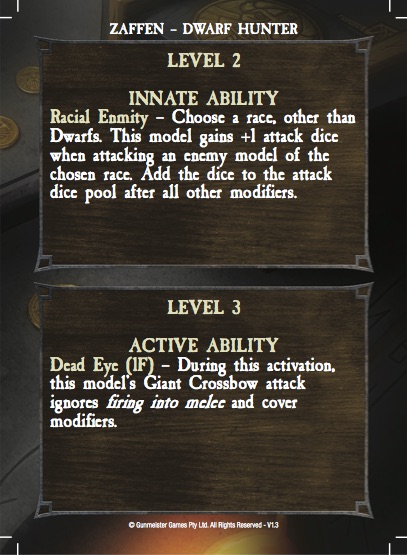 ZAFFEN – DWARF HUNTER
LEVEL 2
INNATE ABILITY
Racial Enmity – Choose a race, other than
Dwarfs. This model gains +1 attack dice
when attacking an enemy model of the
chosen race. Add the dice to the attack
dice pool after all other modifiers.
LEVEL 3
ACTIVE ABILITY
Dead Eye (1F) – During this activation,
this model's Giant Crossbow attack
ignores firing into melee and cover
modifiers.
© Gunmeister Games Pty Ltd. All Rights Reserved - V1.3